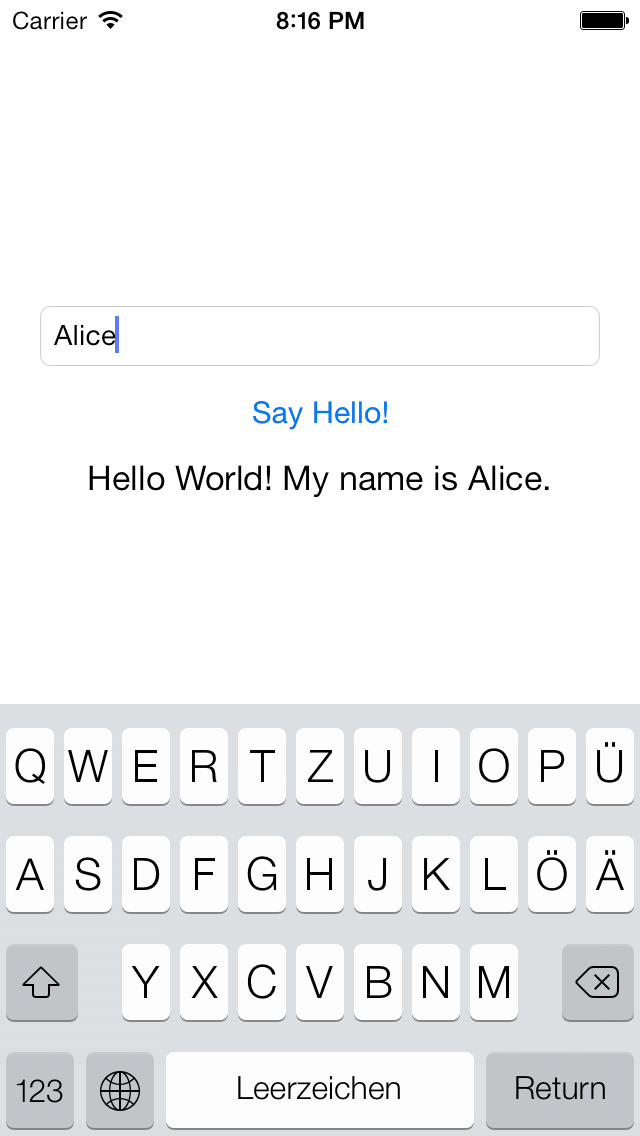 Carrier 8:16 PM
Alice
Say Hello!
Hello World! My name is Alice.
Q W E R T Z U I O P Ü
A S D F G H J K L Ö Ä
Y X C V B N M
123 Leerzeichen Return